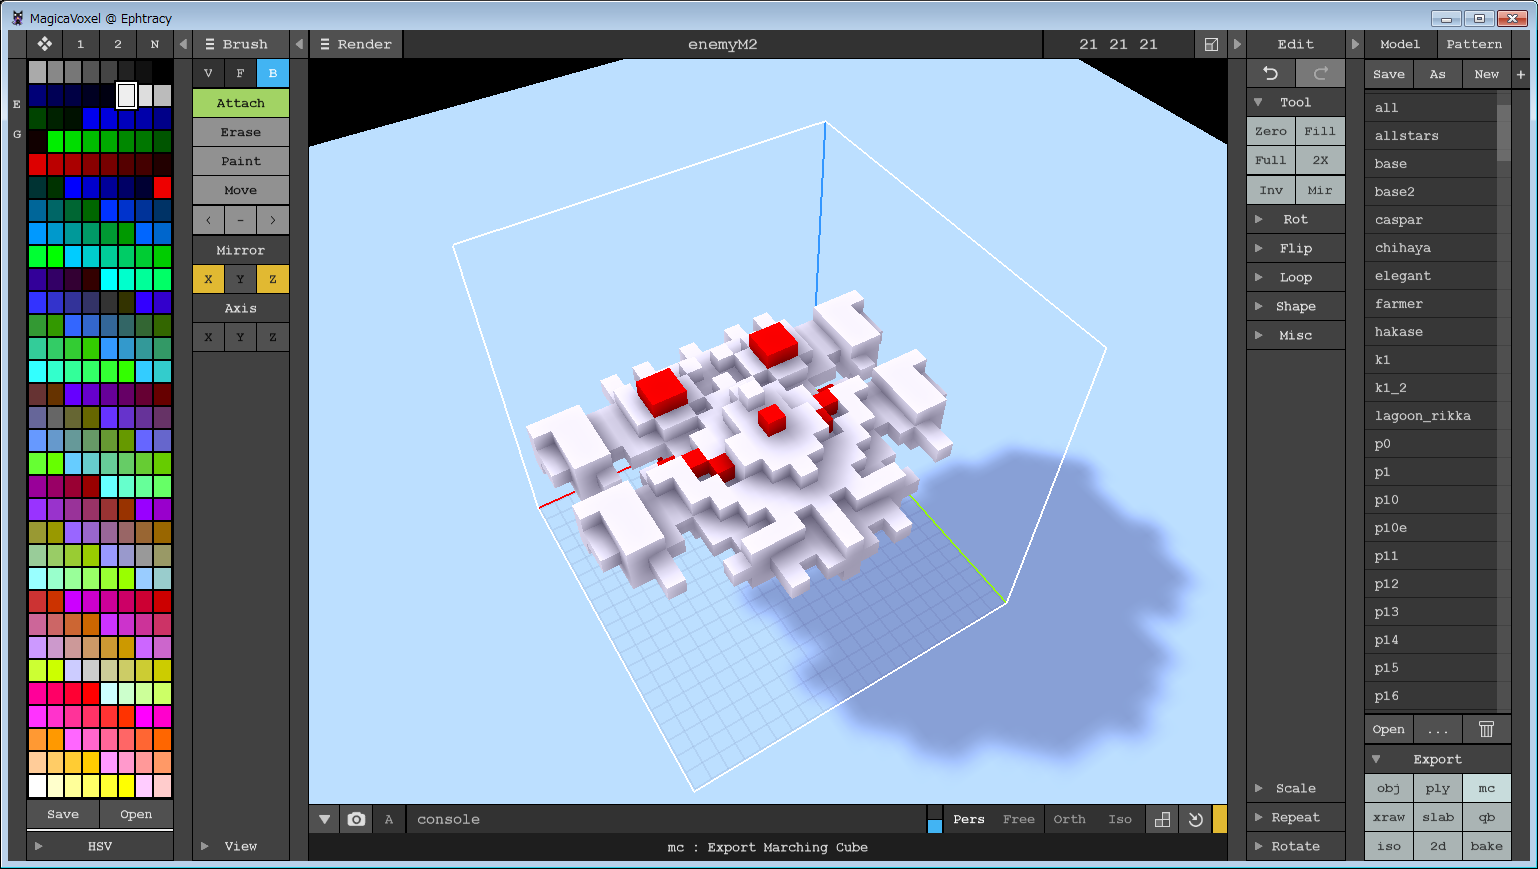 MagicaVoxel @ Ephtracy
1 2 N
Brush
Render
enemyM2
21 21 21
Edit
Model Pattern
V F B
Save As New +
E
G
Attach
Erase
Paint
Move
< - >
Mirror
X Y Z
Axis
X Y Z
Tool
Zero Fill
Full 2X
Inv Mir
Rot
Flip
Loop
Shape
Misc
all
allstars
base
base2
caspar
chihaya
elegant
farmer
hakase
k1
k1_2
lagoon_rikka
p0
p1
p10
p10e
p11
p12
p13
p14
p15
p16
Open ...
Export
obj ply mc
xraw slab qb
iso 2d bake
Scale
Repeat
Rotate
Save Open
HSV
View
A console
Pers Free Orth Iso
mc : Export Marching Cube